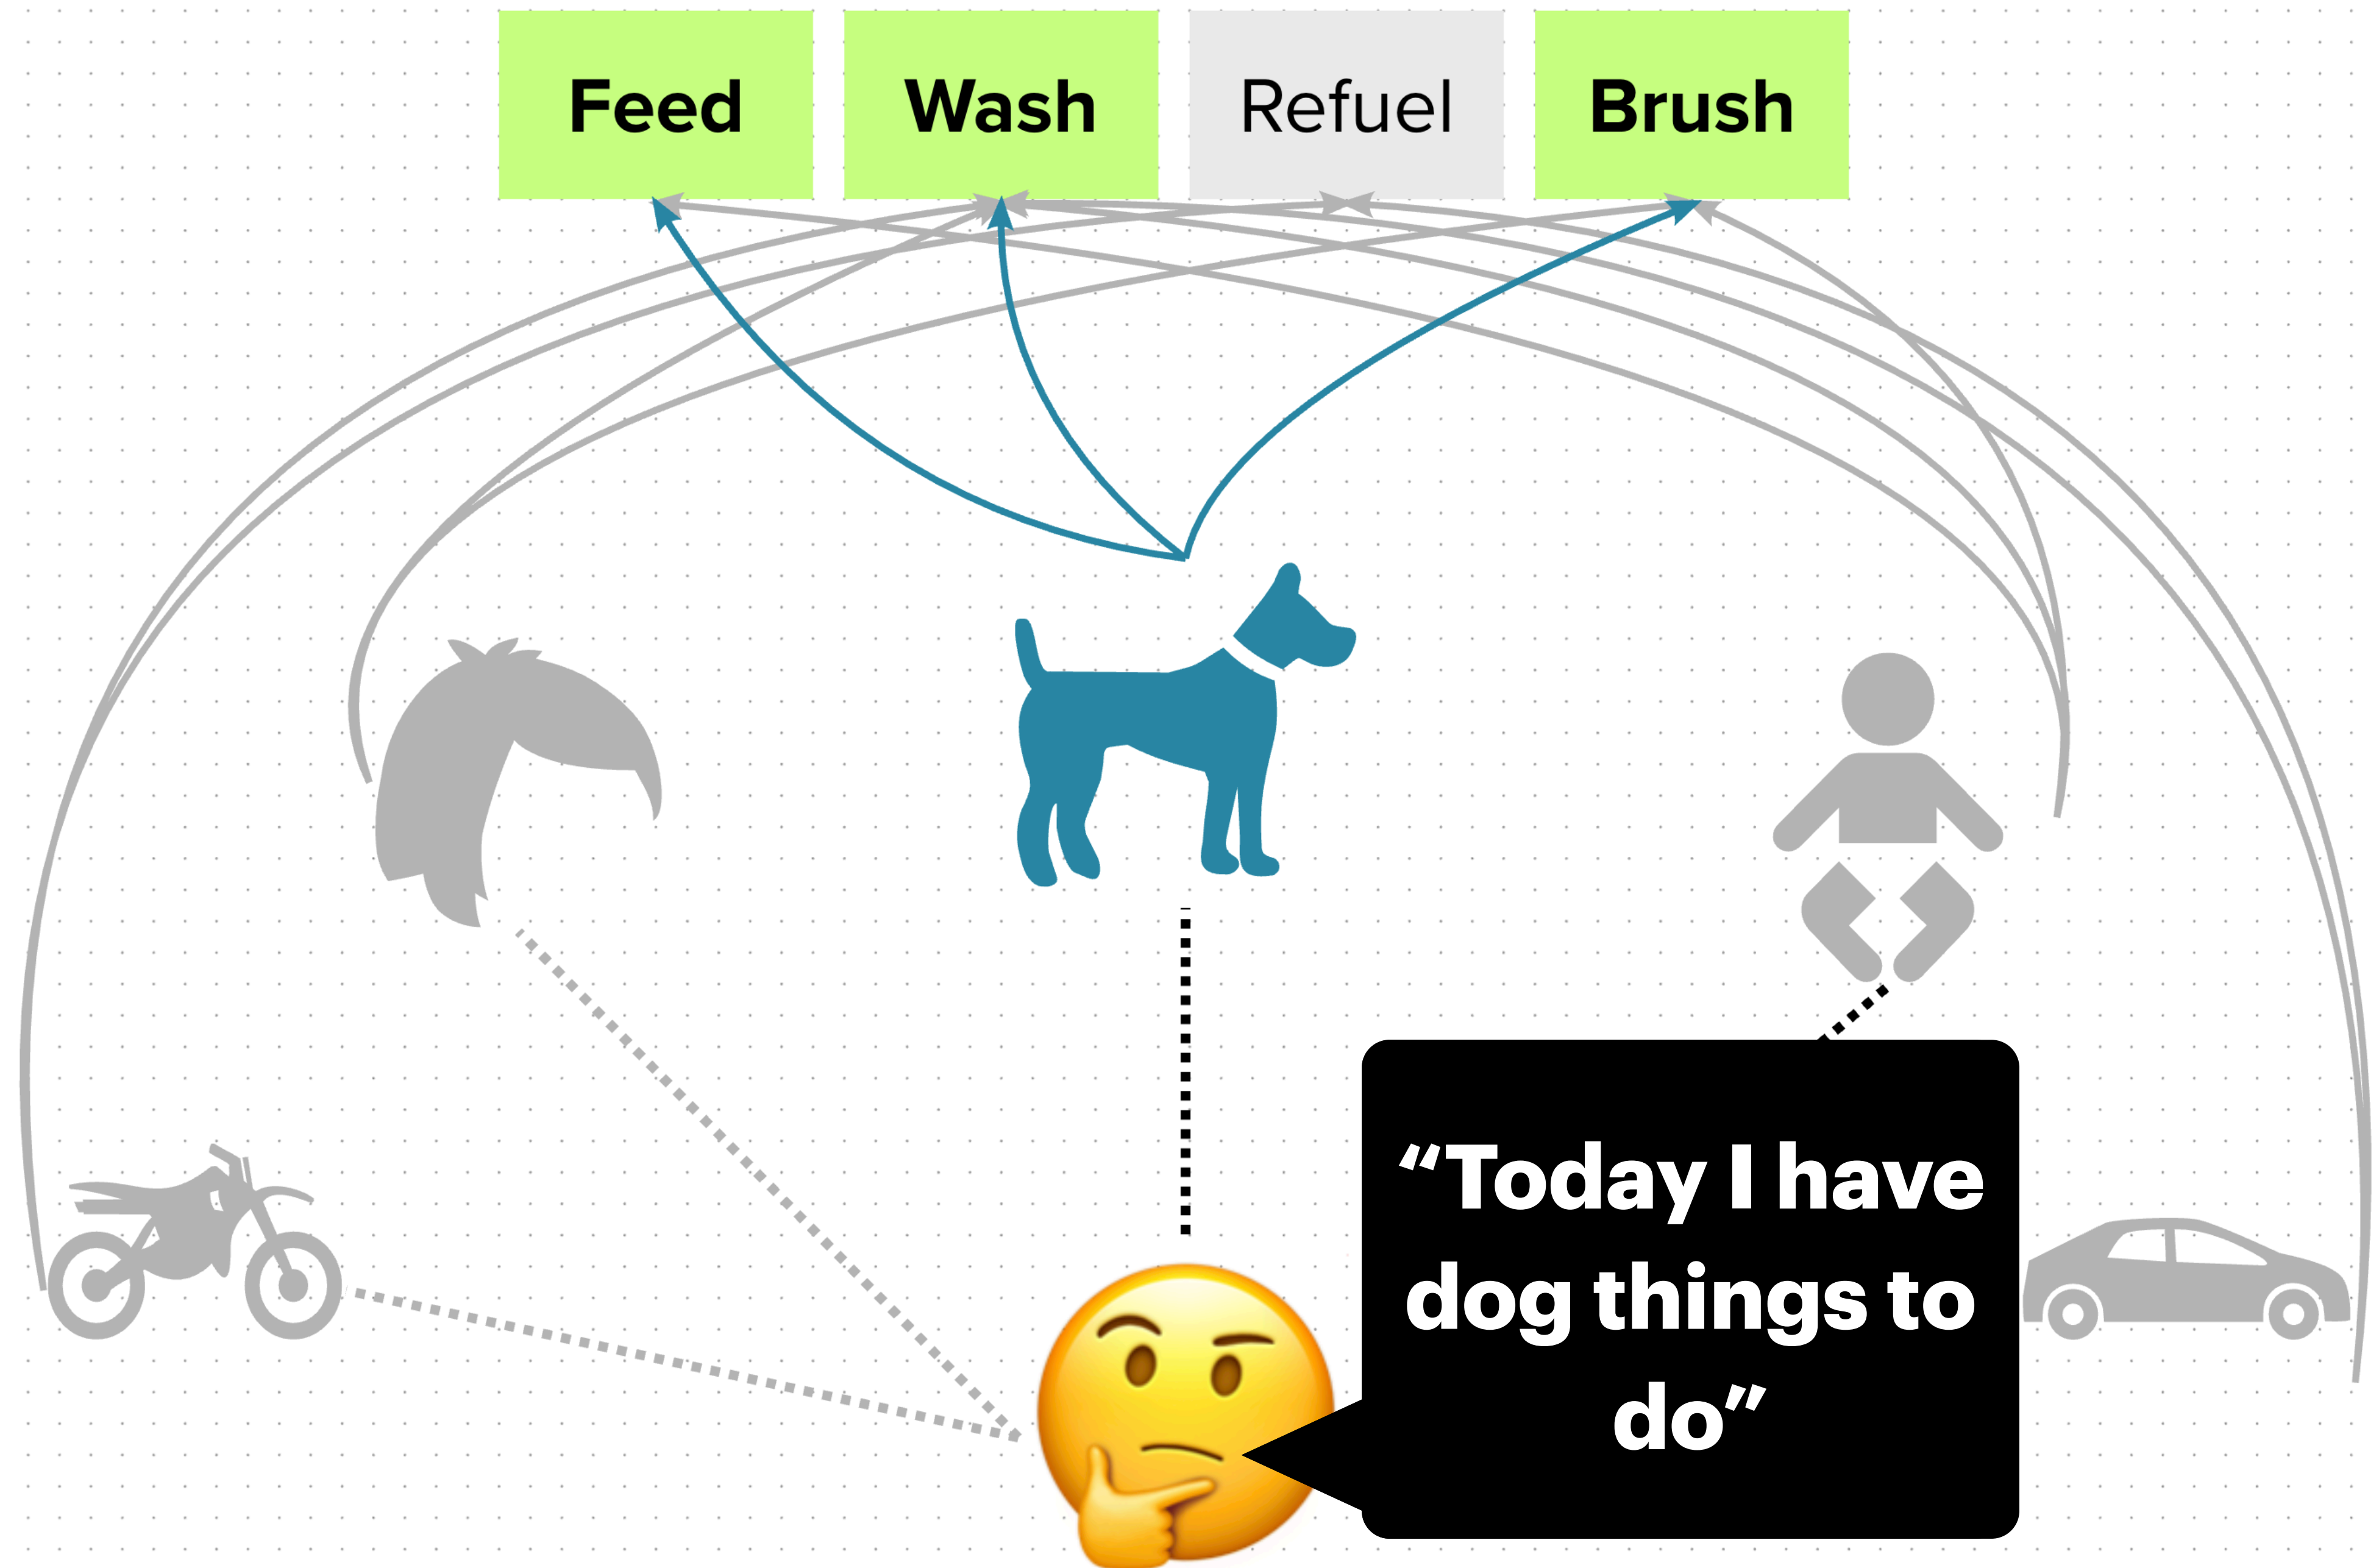 Feed
Wash
Refuel
Brush
“Today I have
dog things to
do”